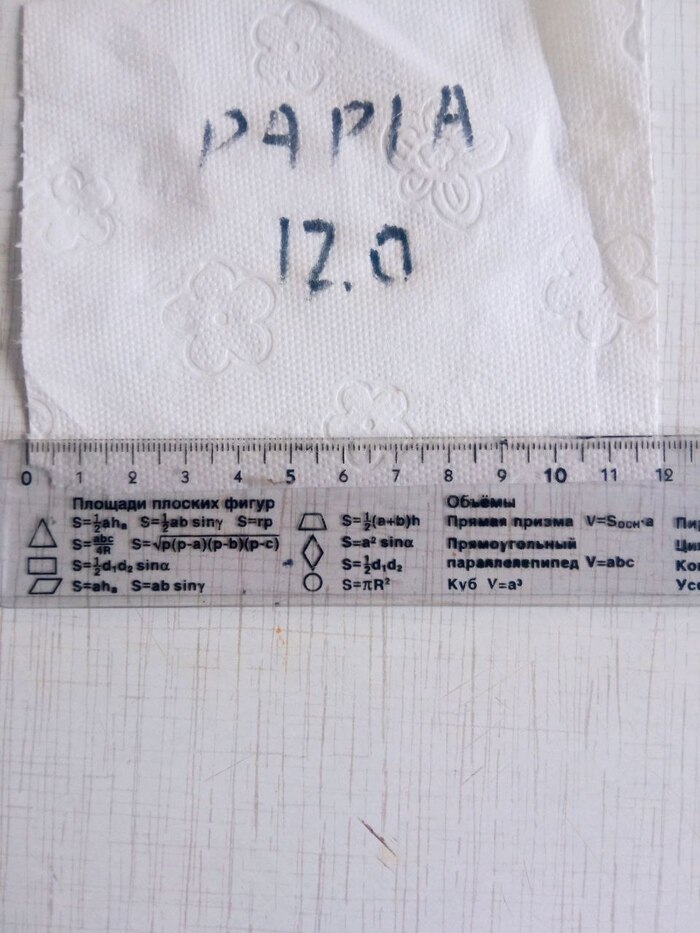 PAPIA
12.0
0 1 2 3 4 5 6 7 8 9 10 11 12
Площади плоских фигур
S=½ahₐ S=½ab sinγ S=rp
S=abc/4R S=√p(p-a)(p-b)(p-c)
S=½d₁d₂ sinα
S=ahₐ S=ab sinγ
S=½(a+b)h
S=a² sinα
S=½d₁d₂
S=πR²
Объёмы
Прямая призма V=Sосн·a
Прямоугольный
параллелепипед V=abc
Куб V=a³